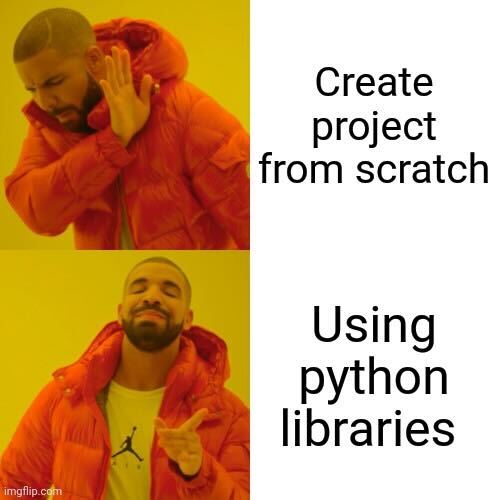 Create
project
from scratch
Using
python
libraries
imgflip.com